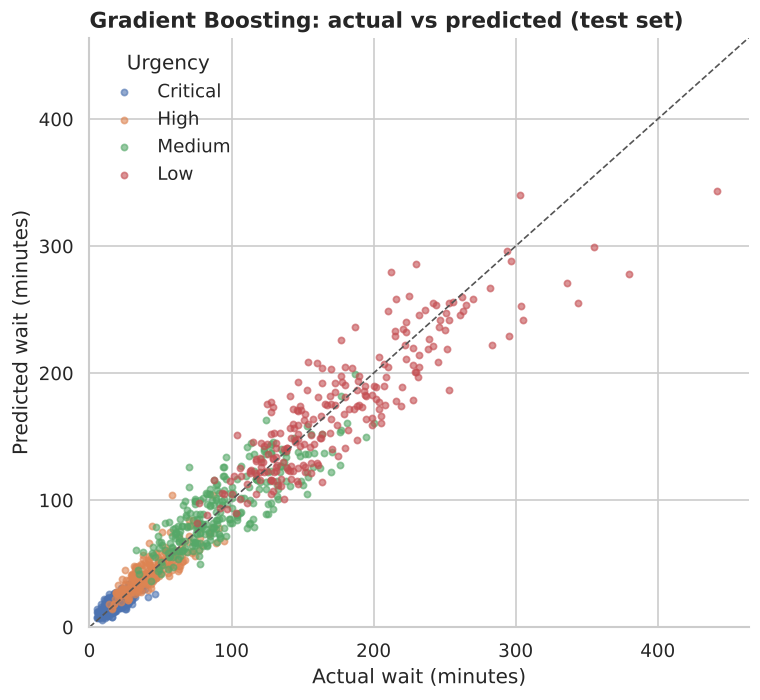 Gradient Boosting: actual vs predicted (test set)
Urgency
Critical
High
Medium
Low
400
300
200
100
0
Predicted wait (minutes)
0 100 200 300 400
Actual wait (minutes)